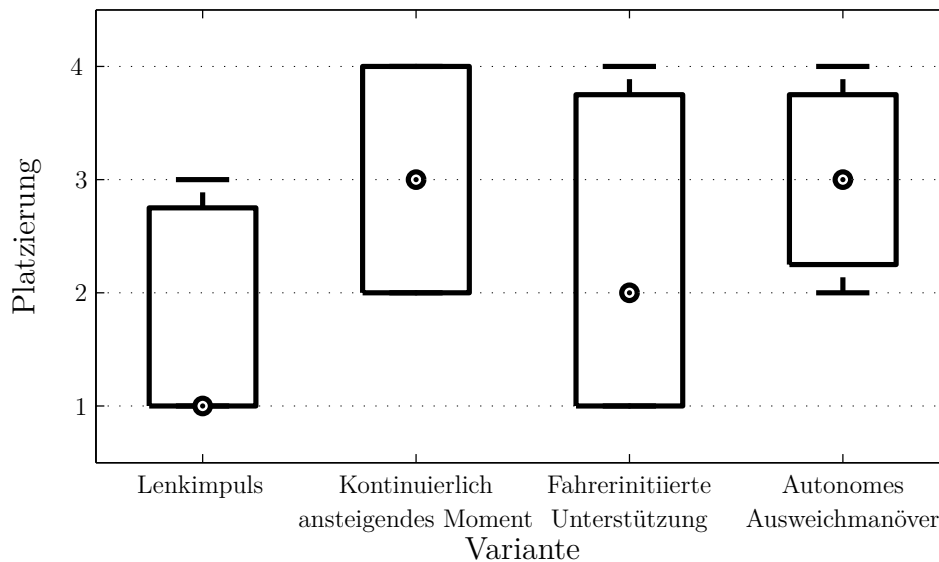 Platzierung
4
3
2
1
Lenkimpuls
Kontinuierlich
ansteigendes Moment
Fahrerinitiierte
Unterstützung
Autonomes
Ausweichmanöver
Variante